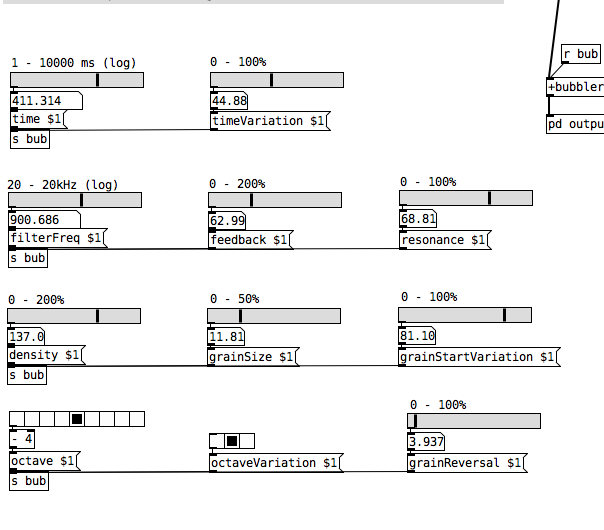 1 - 10000 ms (log)
0 - 100%
r bub
411.314
44.88
+bubbler
time $1
timeVariation $1
pd outpu
s bub
20 - 20kHz (log)
0 - 200%
0 - 100%
900.686
62.99
68.81
filterFreq $1
feedback $1
resonance $1
s bub
0 - 200%
0 - 50%
0 - 100%
137.0
11.81
81.10
density $1
grainSize $1
grainStartVariation $1
s bub
0 - 100%
- 4
3.937
octave $1
octaveVariation $1
grainReversal $1
s bub